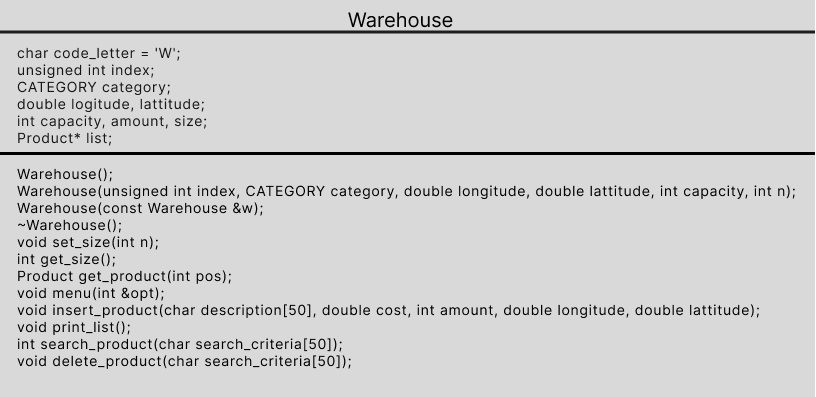 Warehouse
char code_letter = 'W';
unsigned int index;
CATEGORY category;
double logitude, lattitude;
int capacity, amount, size;
Product* list;
Warehouse();
Warehouse(unsigned int index, CATEGORY category, double longitude, double lattitude, int capacity, int n);
Warehouse(const Warehouse &w);
~Warehouse();
void set_size(int n);
int get_size();
Product get_product(int pos);
void menu(int &opt);
void insert_product(char description[50], double cost, int amount, double longitude, double lattitude);
void print_list();
int search_product(char search_criteria[50]);
void delete_product(char search_criteria[50]);